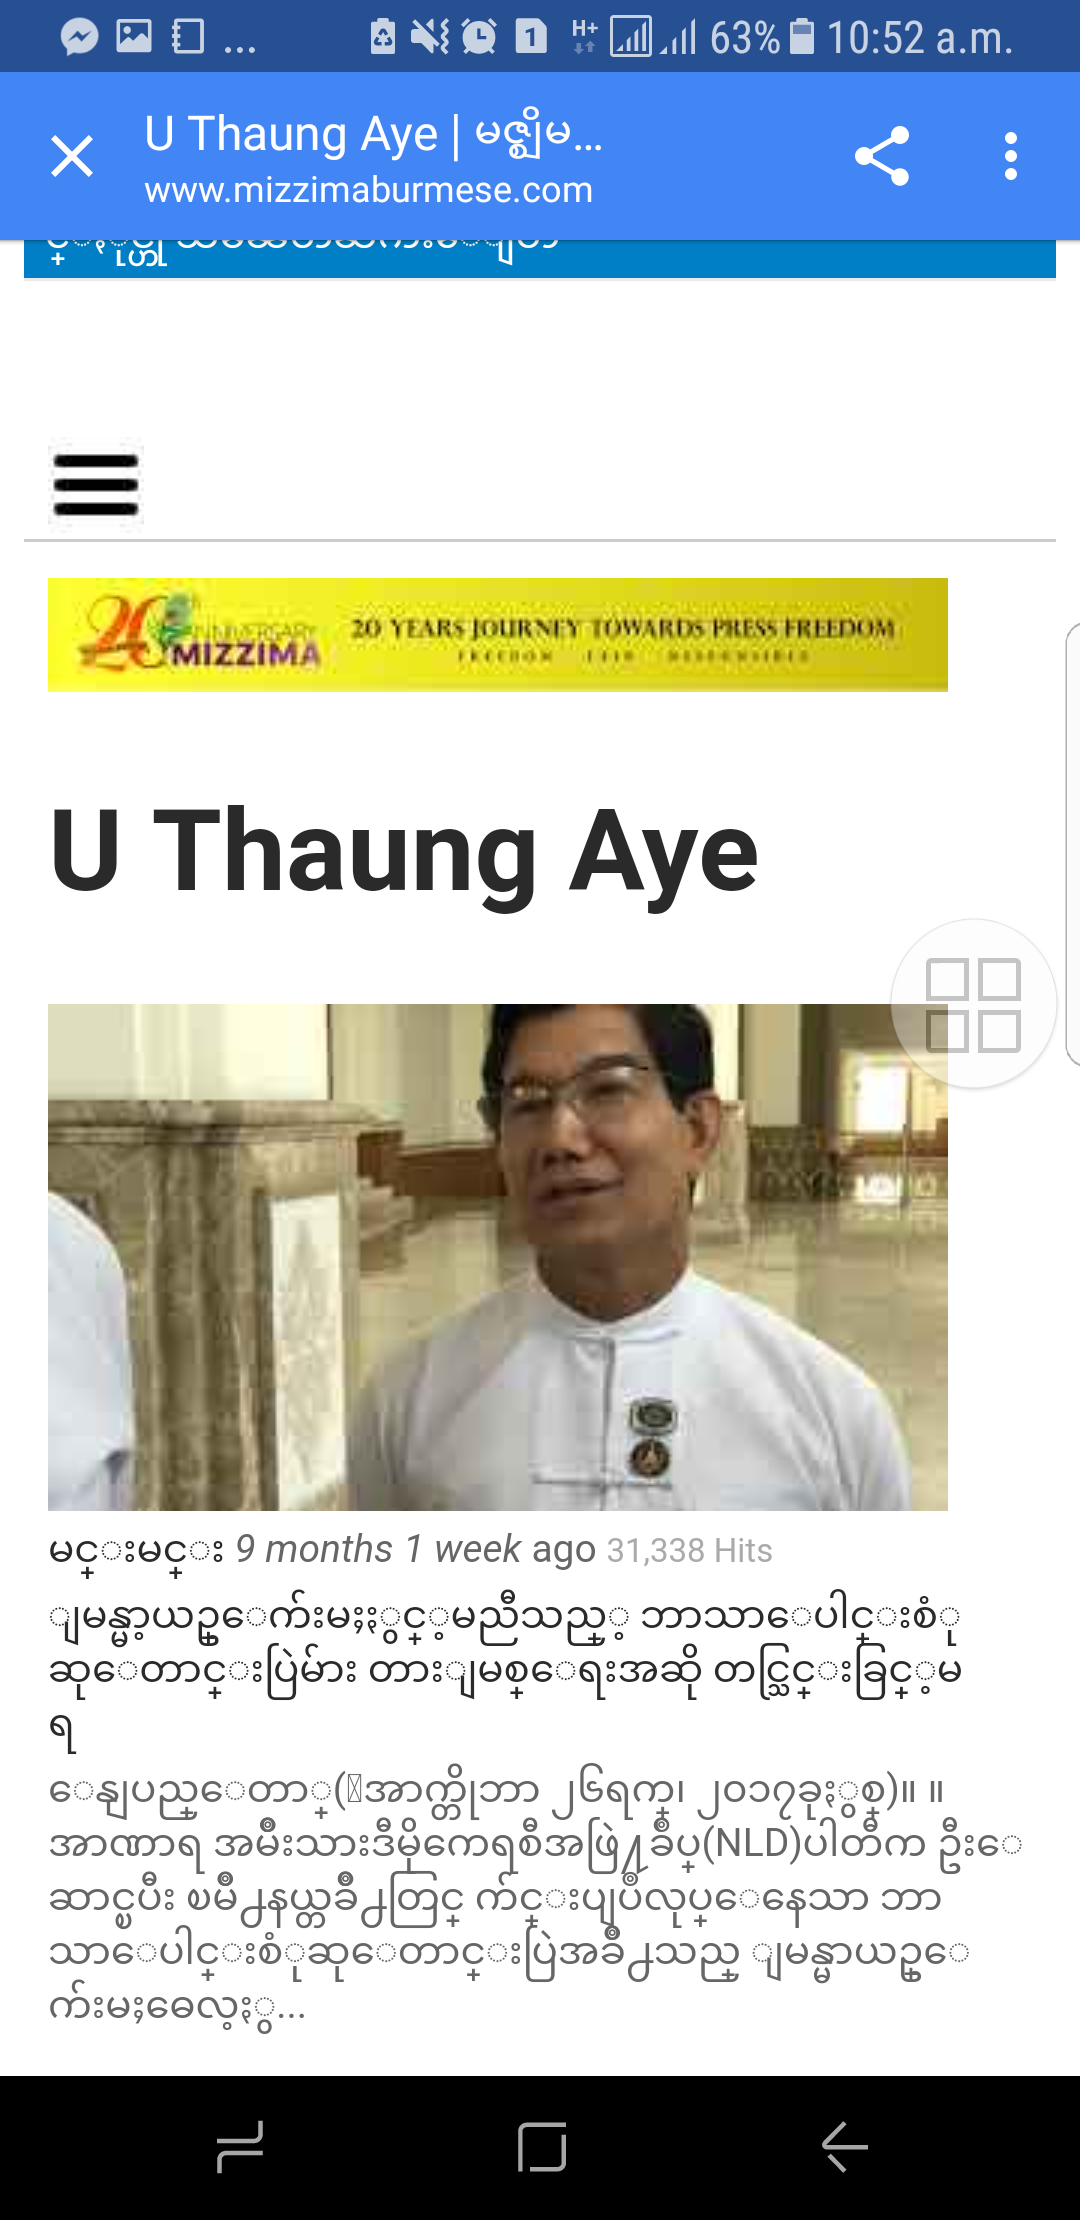 63% 10:52 a.m.
U Thaung Aye | မဇ္ဈိမ...
www.mizzimaburmese.com
20 ANNIVERSARY MIZZIMA
20 YEARS JOURNEY TOWARDS PRESS FREEDOM
U Thaung Aye
မင္းမင္း 9 months 1 week ago 31,338 Hits
ျမန္မာ့ယဥ္ေက်းမႈႏွင့္မညီသည့္ ဘာသာေပါင္းစံု
ဆုေတာင္းပြဲမ်ား တားျမစ္ေရးအဆို တင္သြင္းခြင့္မ
ရ
ေနျပည္ေတာ္(အောက္တိုဘာ ၂၆ရက္၊ ၂၀၁၇ခုႏွစ္)။ ။
အာဏာရ အမ်ိဳးသားဒီမိုကေရစီအဖြဲ႔ခ်ဳပ္(NLD)ပါတီက ဦးေ
ဆာင္ၿပီး ၿမိဳ႕နယ္တခ်ိဳ႕တြင္ က်င္းပျပဳလုပ္ေနေသာ ဘာ
သာေပါင္းစံုဆုေတာင္းပြဲအခ်ိဳ႕သည္ ျမန္မာယဥ္ေ
က်းမႈဓေလ့ႏွ...